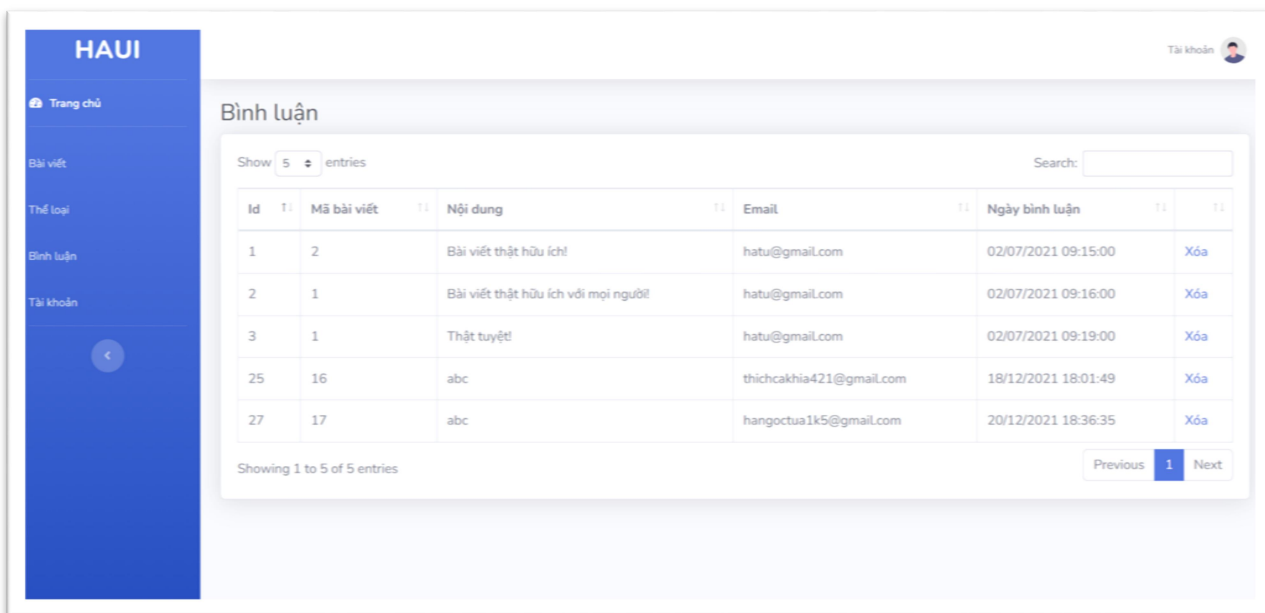 HAUI
Tài khoản
Trang chủ
Bình luận
Bài viết
Show 5 entries
Search:
Thể loại
Id Mã bài viết Nội dung Email Ngày bình luận
Bình luận
1 2 Bài viết thật hữu ích! hatu@gmail.com 02/07/2021 09:15:00 Xóa
Tài khoản
2 1 Bài viết thật hữu ích với mọi người! hatu@gmail.com 02/07/2021 09:16:00 Xóa
3 1 Thật tuyệt! hatu@gmail.com 02/07/2021 09:19:00 Xóa
25 16 abc thichcakhia421@gmail.com 18/12/2021 18:01:49 Xóa
27 17 abc hangoctua1k5@gmail.com 20/12/2021 18:36:35 Xóa
Showing 1 to 5 of 5 entries
Previous 1 Next